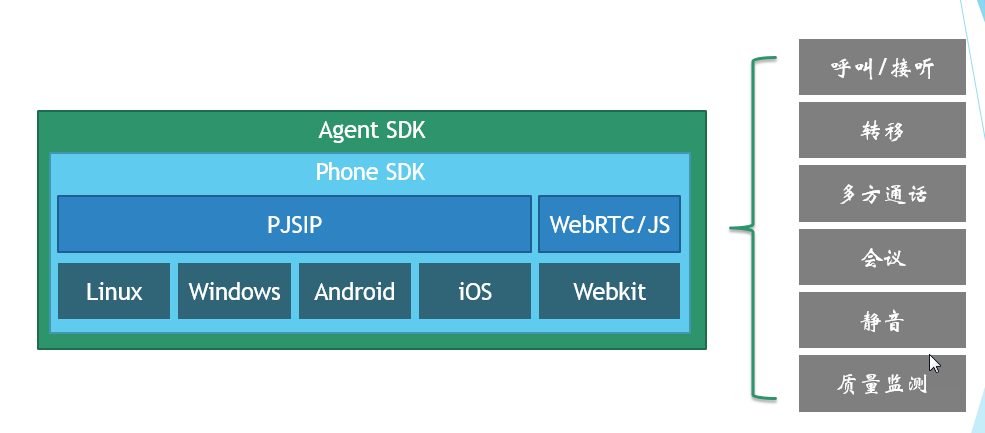 Agent SDK
Phone SDK
PJSIP
WebRTC/JS
Linux
Windows
Android
iOS
Webkit
呼叫/接听
转移
多方通话
会议
静音
质量监测